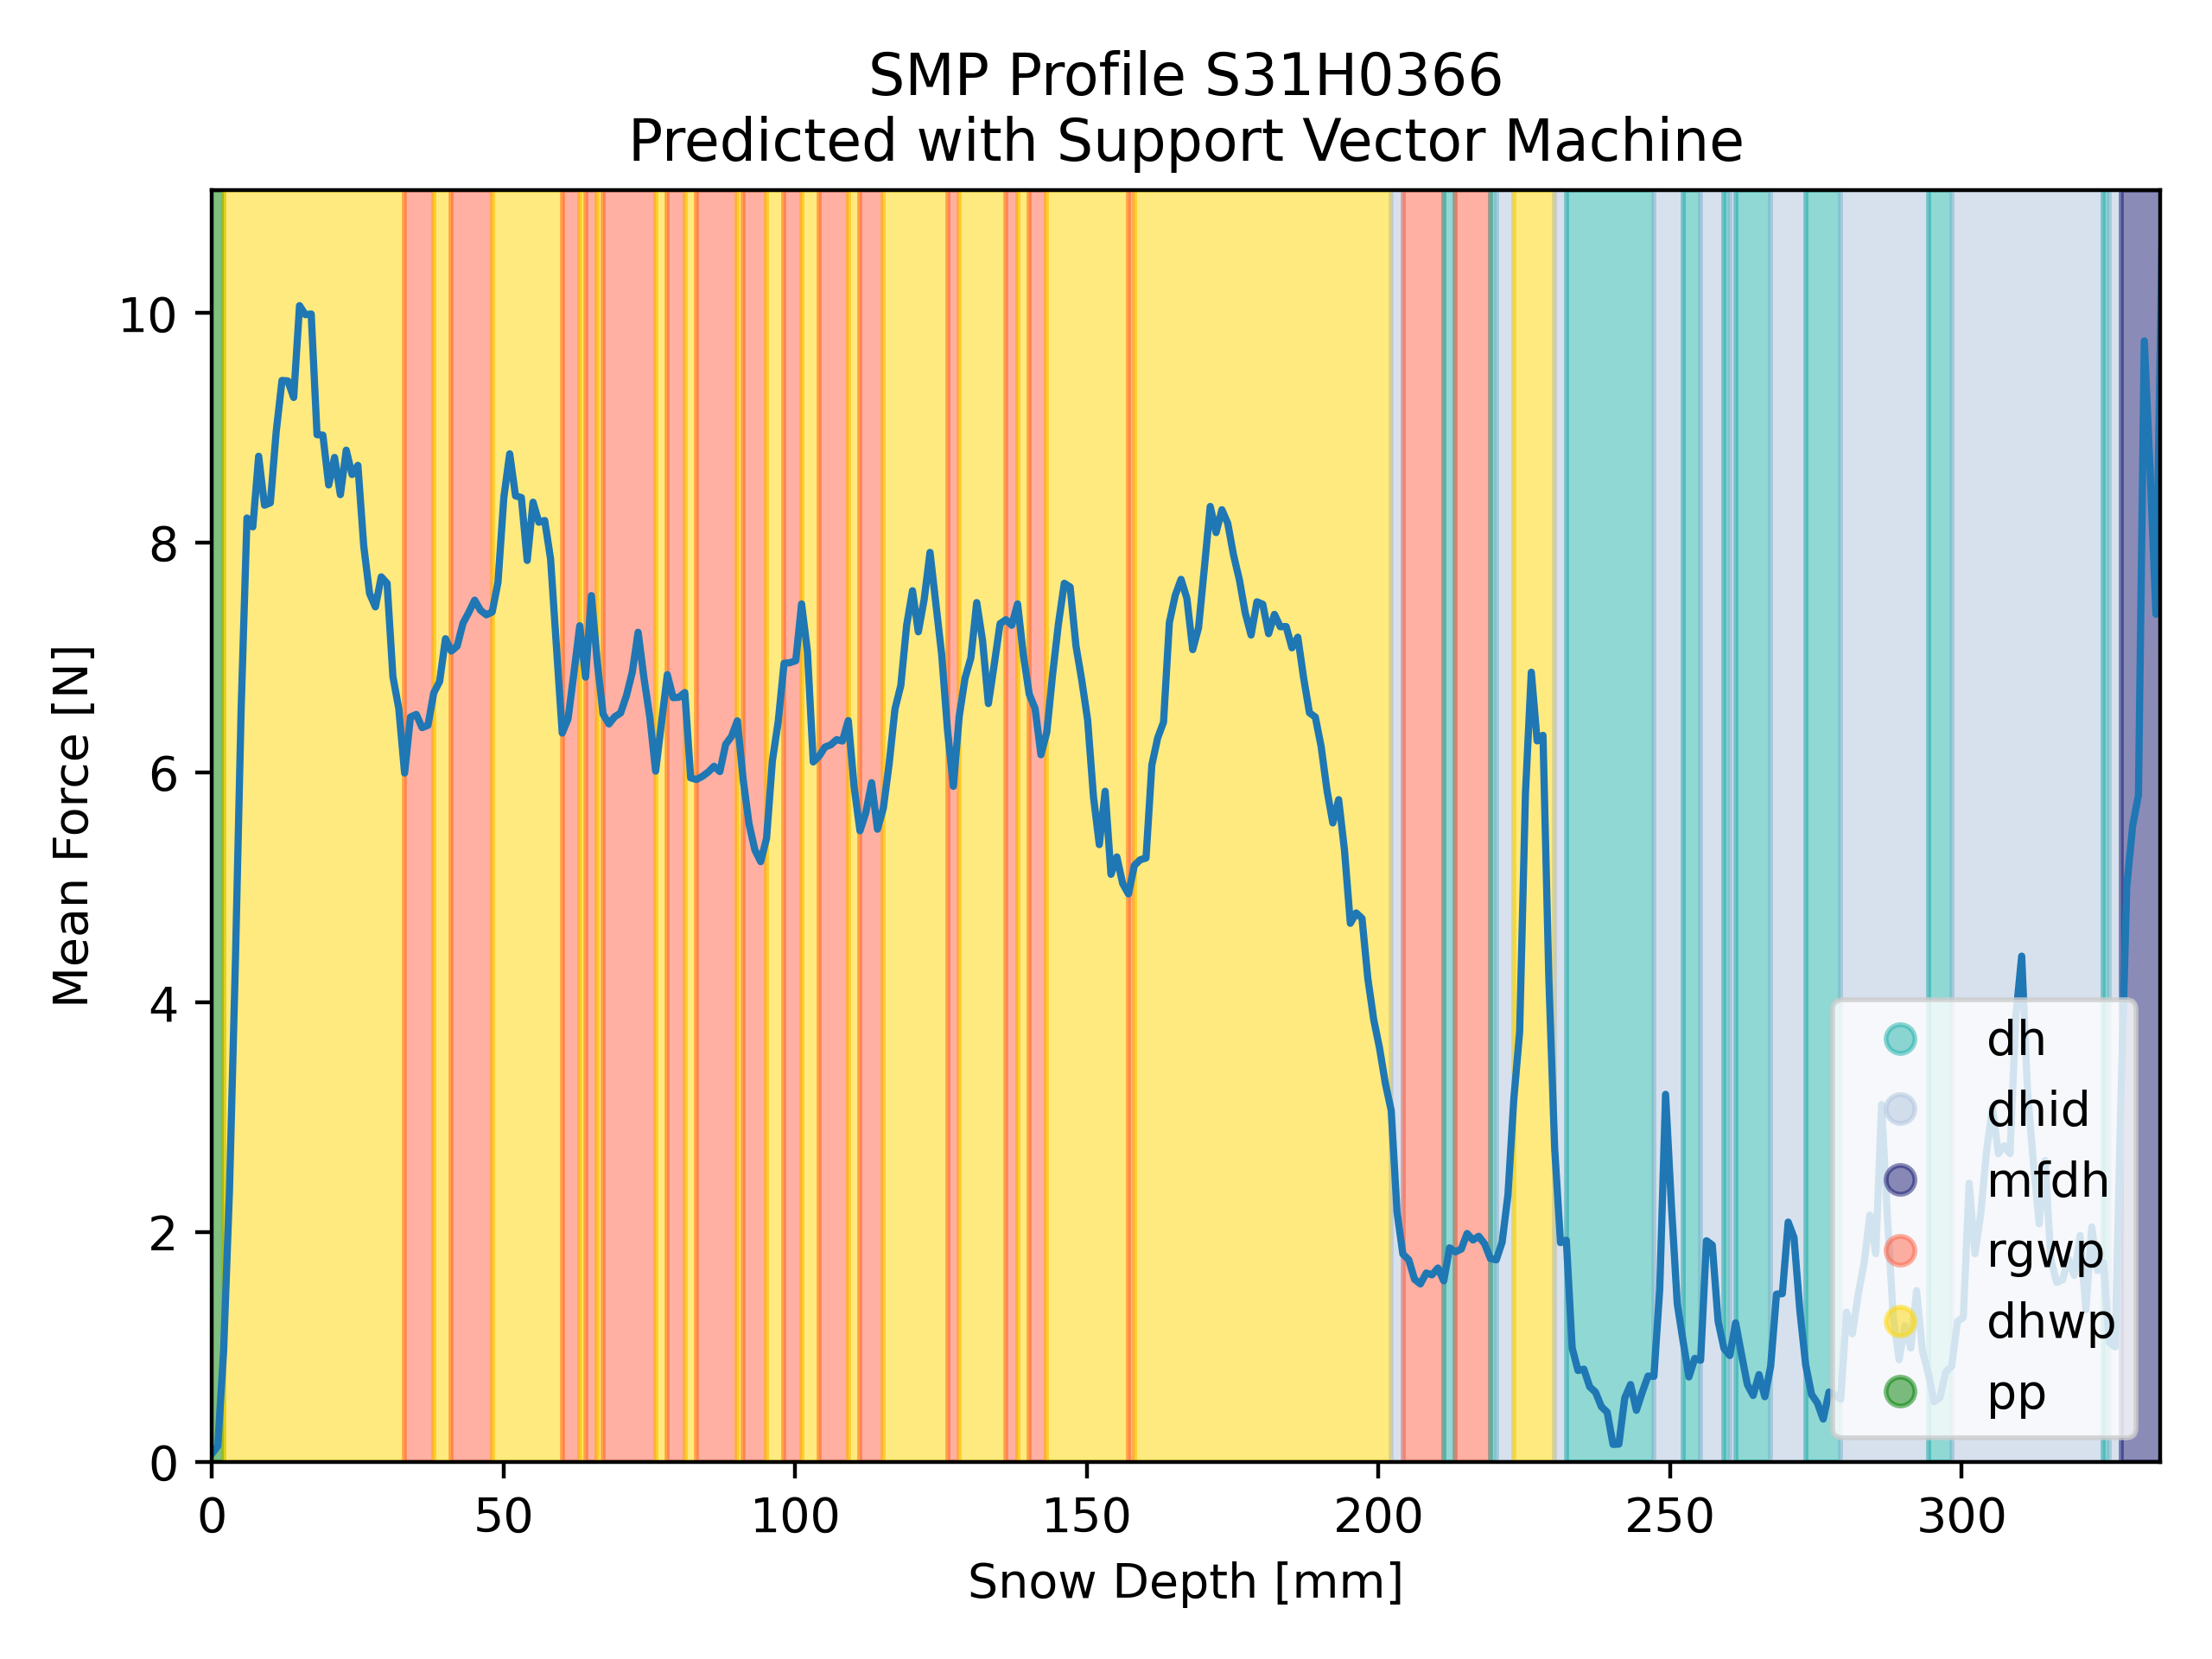 SMP Profile S31H0366
Predicted with Support Vector Machine
Mean Force [N]
10
8
6
4
2
0
0 50 100 150 200 250 300
Snow Depth [mm]
dh
dhid
mfdh
rgwp
dhwp
pp